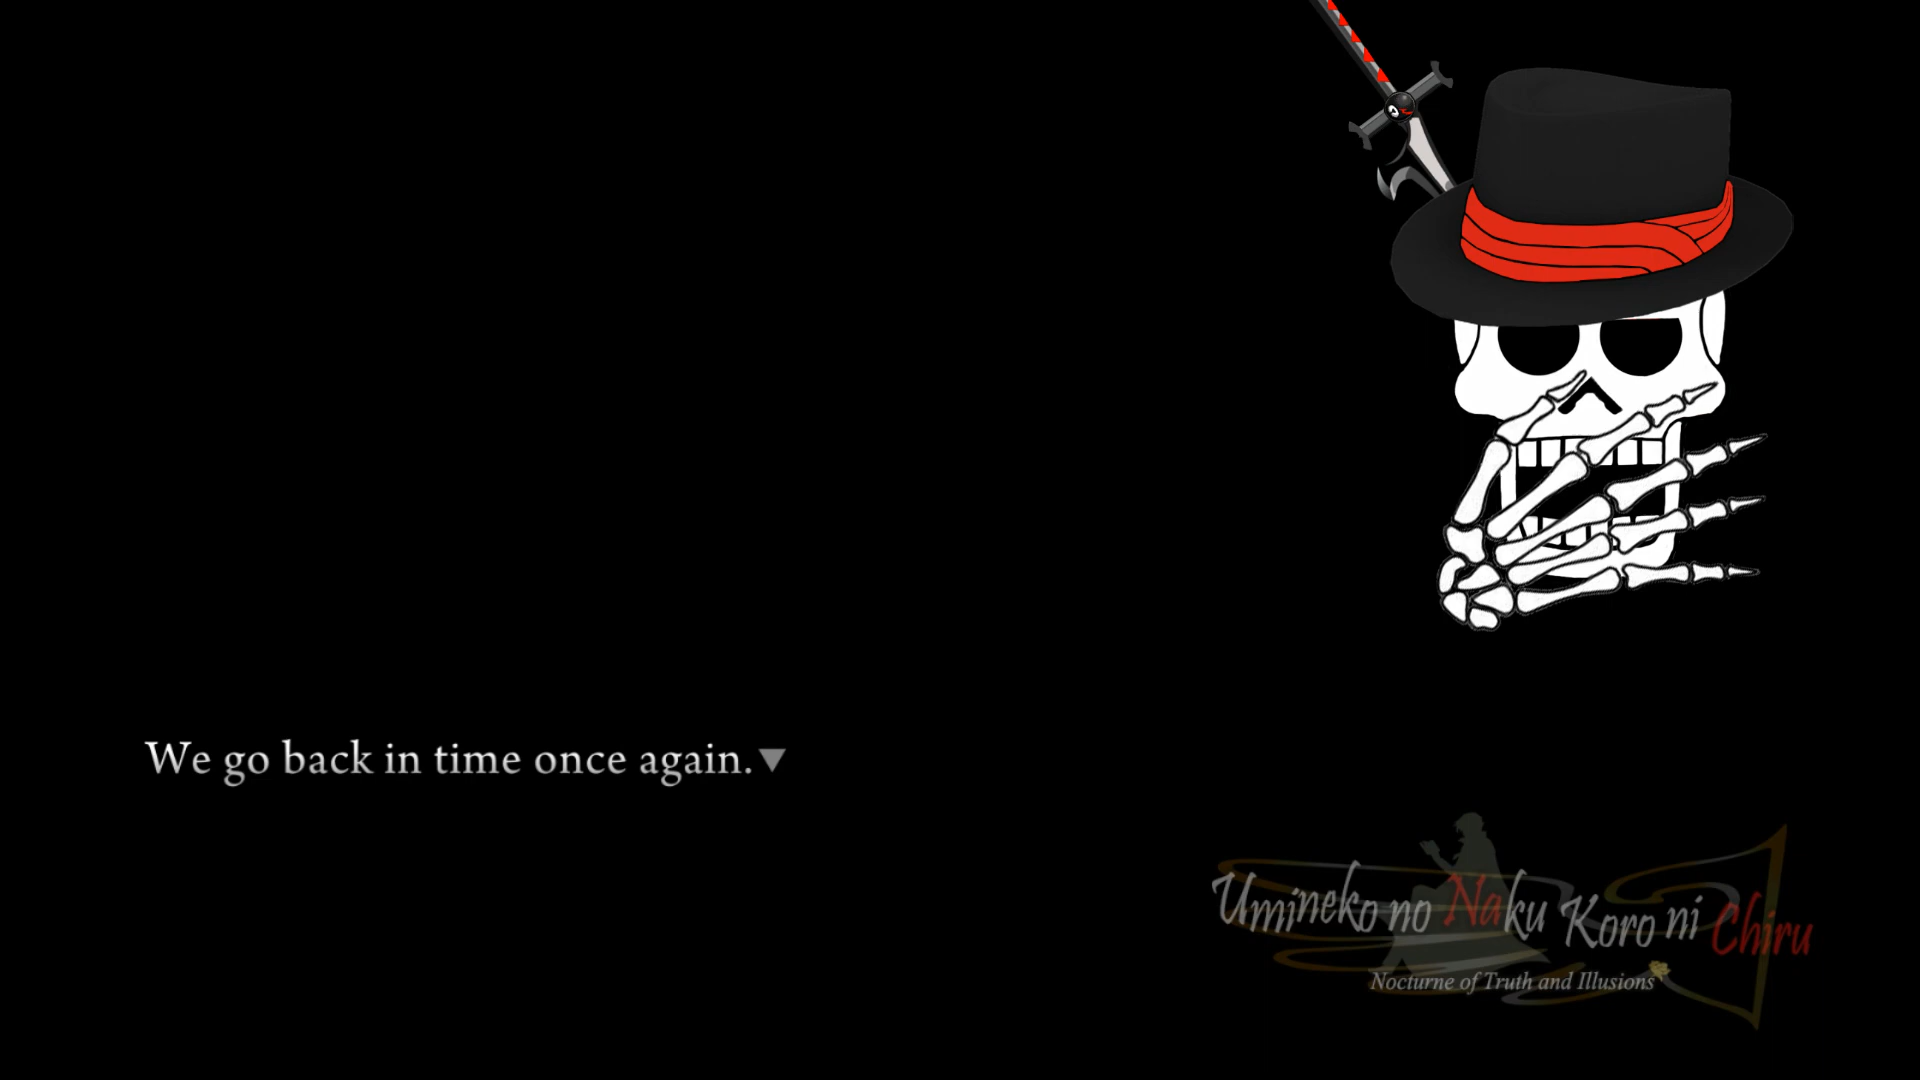 We go back in time once again.
Umineko no Naku Koro ni Chiru
Nocturne of Truth and Illusions